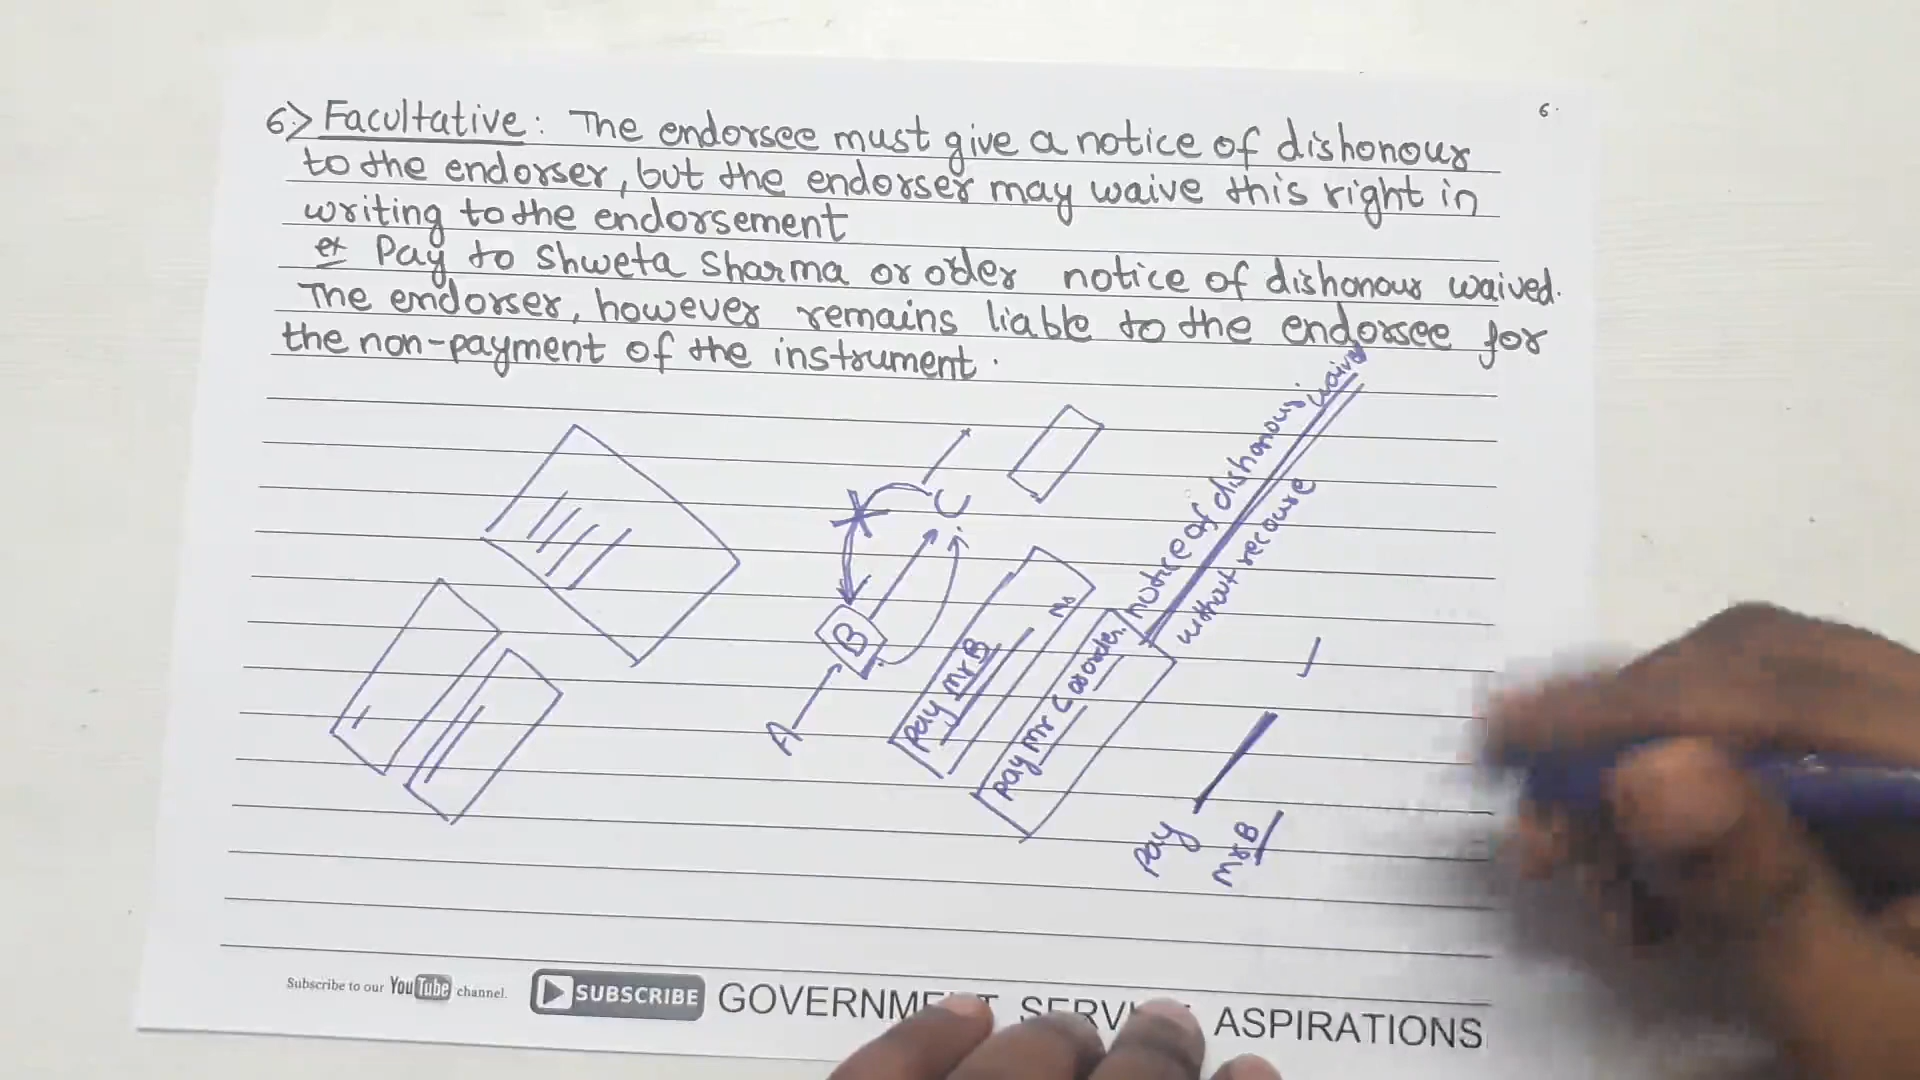 6.
6> Facultative : The endorsee must give a notice of dishonour
to the endorser, but the endorser may waive this right in
writing to the endorsement
ex Pay to Shweta Sharma or order notice of dishonour waived.
The endorser, however remains liable to the endorsee for
the non-payment of the instrument.
C
B
A
pay Mr B
pay Mr C or order.
notice of dishonour waived
without recourse
pay
Mr B
Subscribe to our YouTube channel.
SUBSCRIBE
GOVERNMENT SERVICE ASPIRATIONS